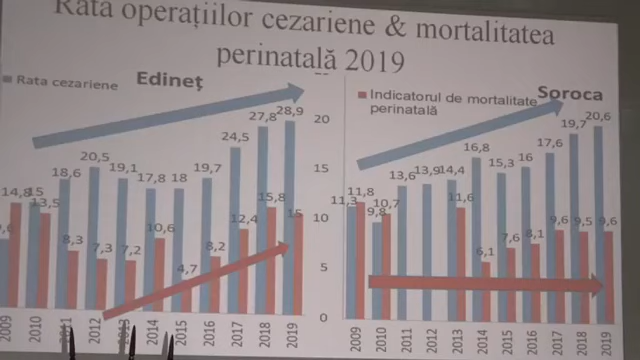 Rata operațiilor cezariene & mortalitatea
perinatală 2019
Rata cezariene
Edineț
14,8 15 13,5 18,6 8,3 20,5 7,3 19,1 7,2 17,8 10,6 18 4,7 19,7 8,2 24,5 12,4 27,8 15,8 28,9 15
2009 2010 2011 2012 2013 2014 2015 2016 2017 2018 2019
Indicatorul de mortalitate
perinatală
Soroca
20
15
10
5
0
11,3 11,8 9,8 10,7 13,6 13,9 14,4 11,6 16,8 6,1 15,3 7,6 16 8,1 17,6 9,6 19,7 9,5 20,6 9,6
2009 2010 2011 2012 2013 2014 2015 2016 2017 2018 2019